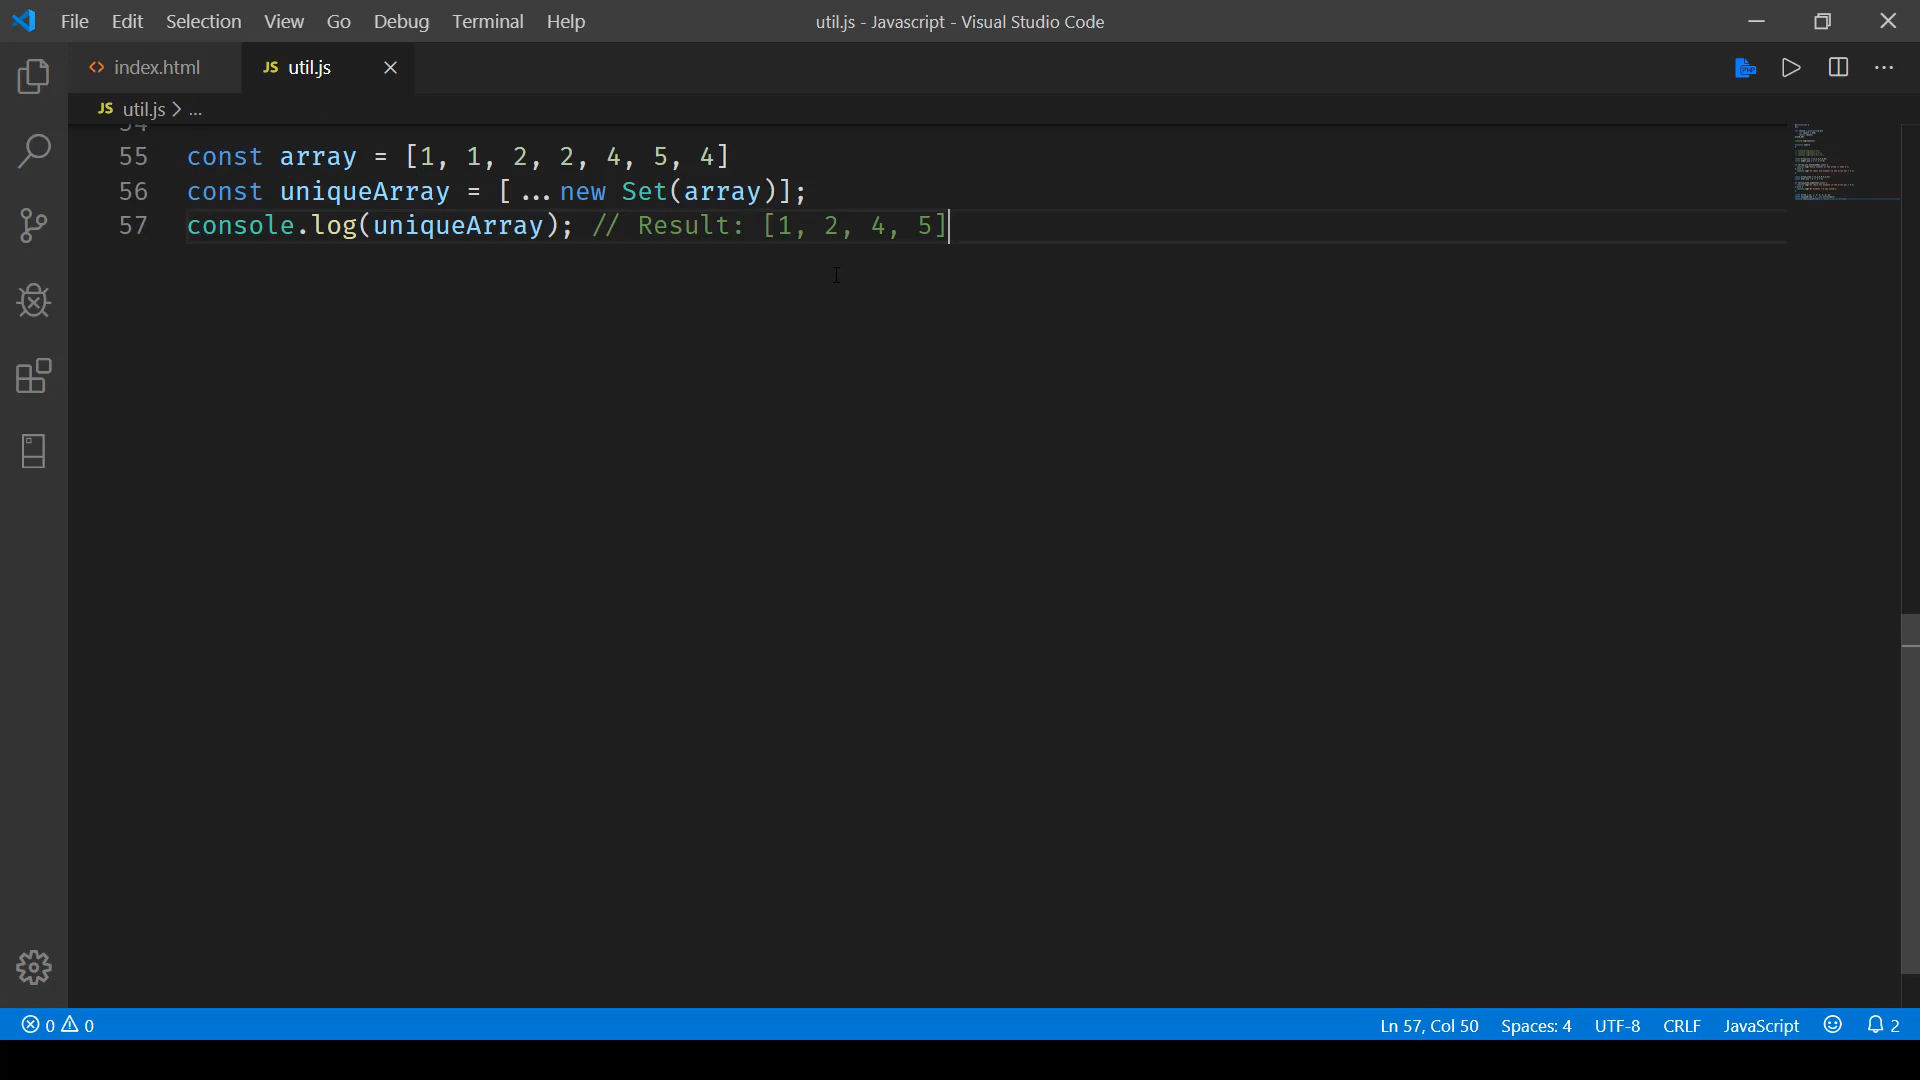 File Edit Selection View Go Debug Terminal Help util.js - Javascript - Visual Studio Code
<> index.html JS util.js
JS util.js > ...
54
55 const array = [1, 1, 2, 2, 4, 5, 4]
56 const uniqueArray = [...new Set(array)];
57 console.log(uniqueArray); // Result: [1, 2, 4, 5]
0 0 Ln 57, Col 50 Spaces: 4 UTF-8 CRLF JavaScript 2